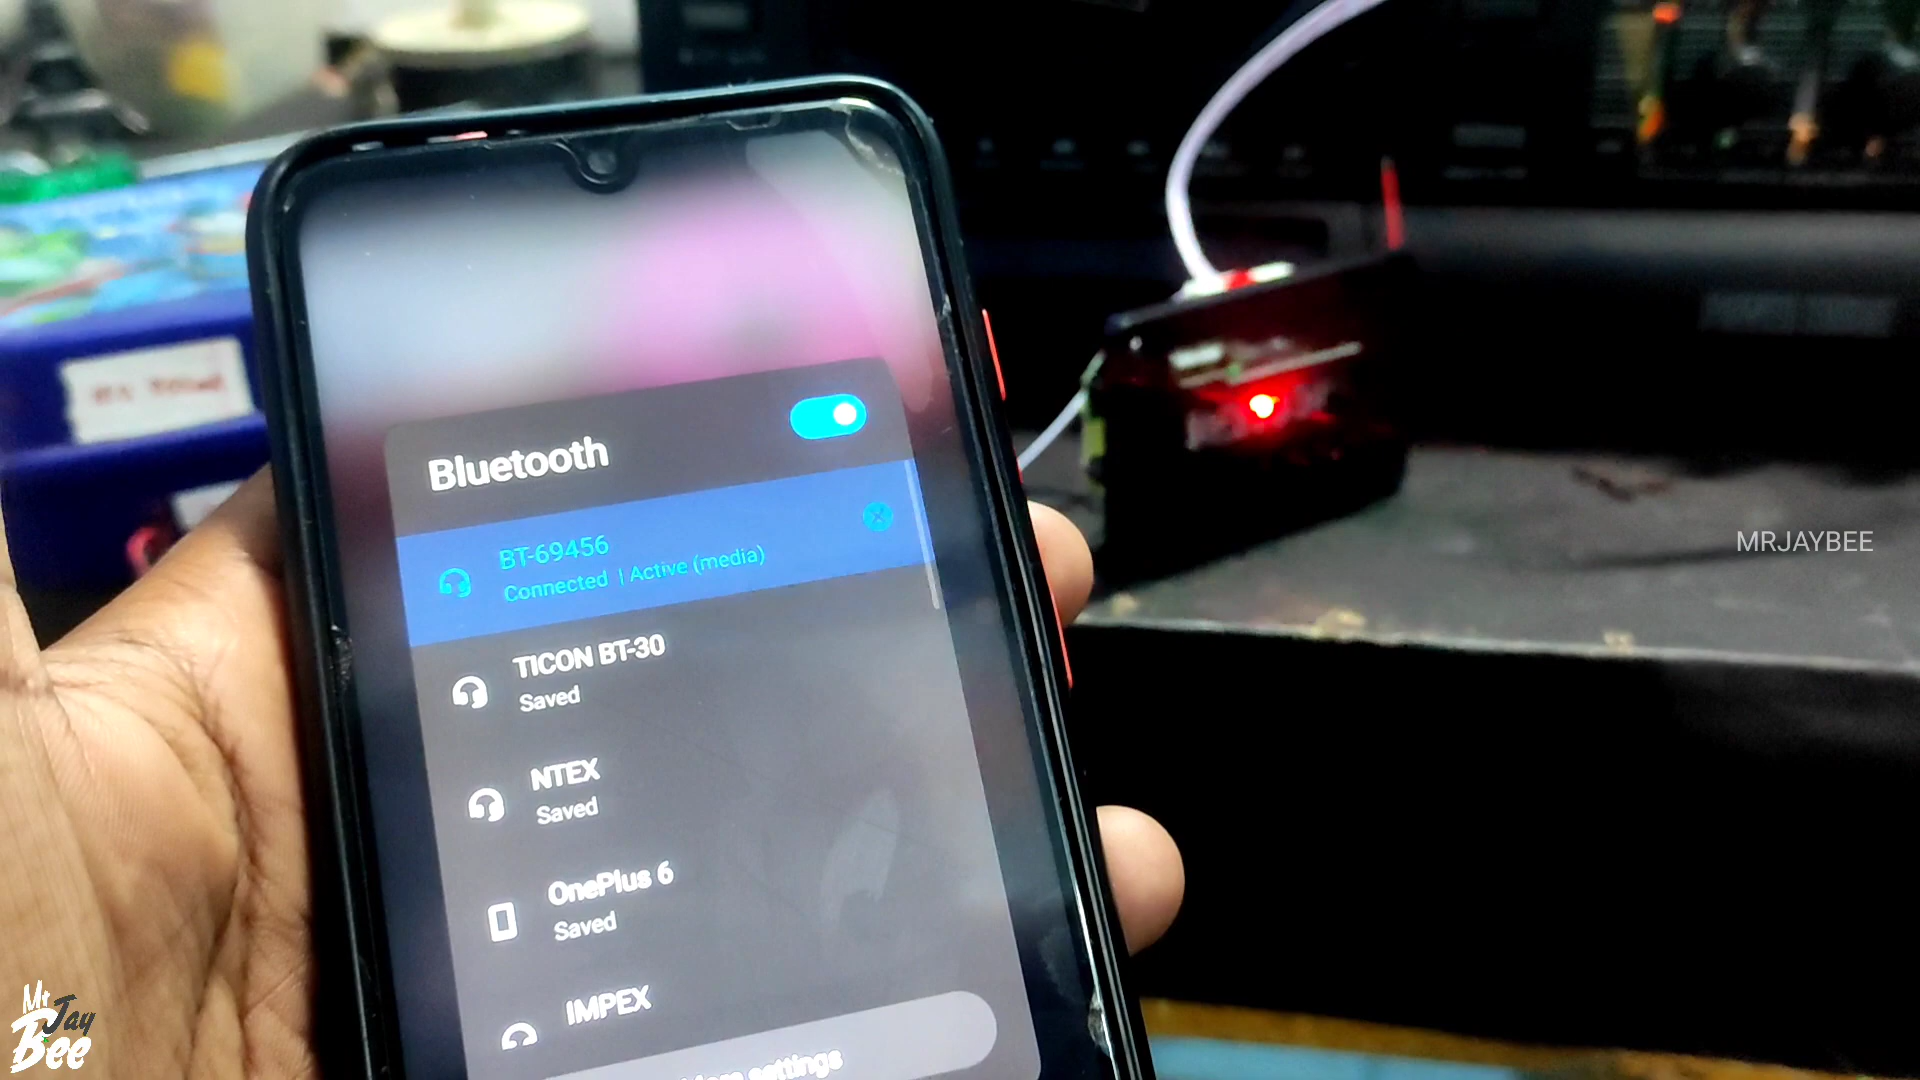 Bluetooth
BT-69456
Connected | Active (media)
TICON BT-30
Saved
NTEX
Saved
OnePlus 6
Saved
IMPEX
More settings
MRJAYBEE
Mr
Jay
Bee